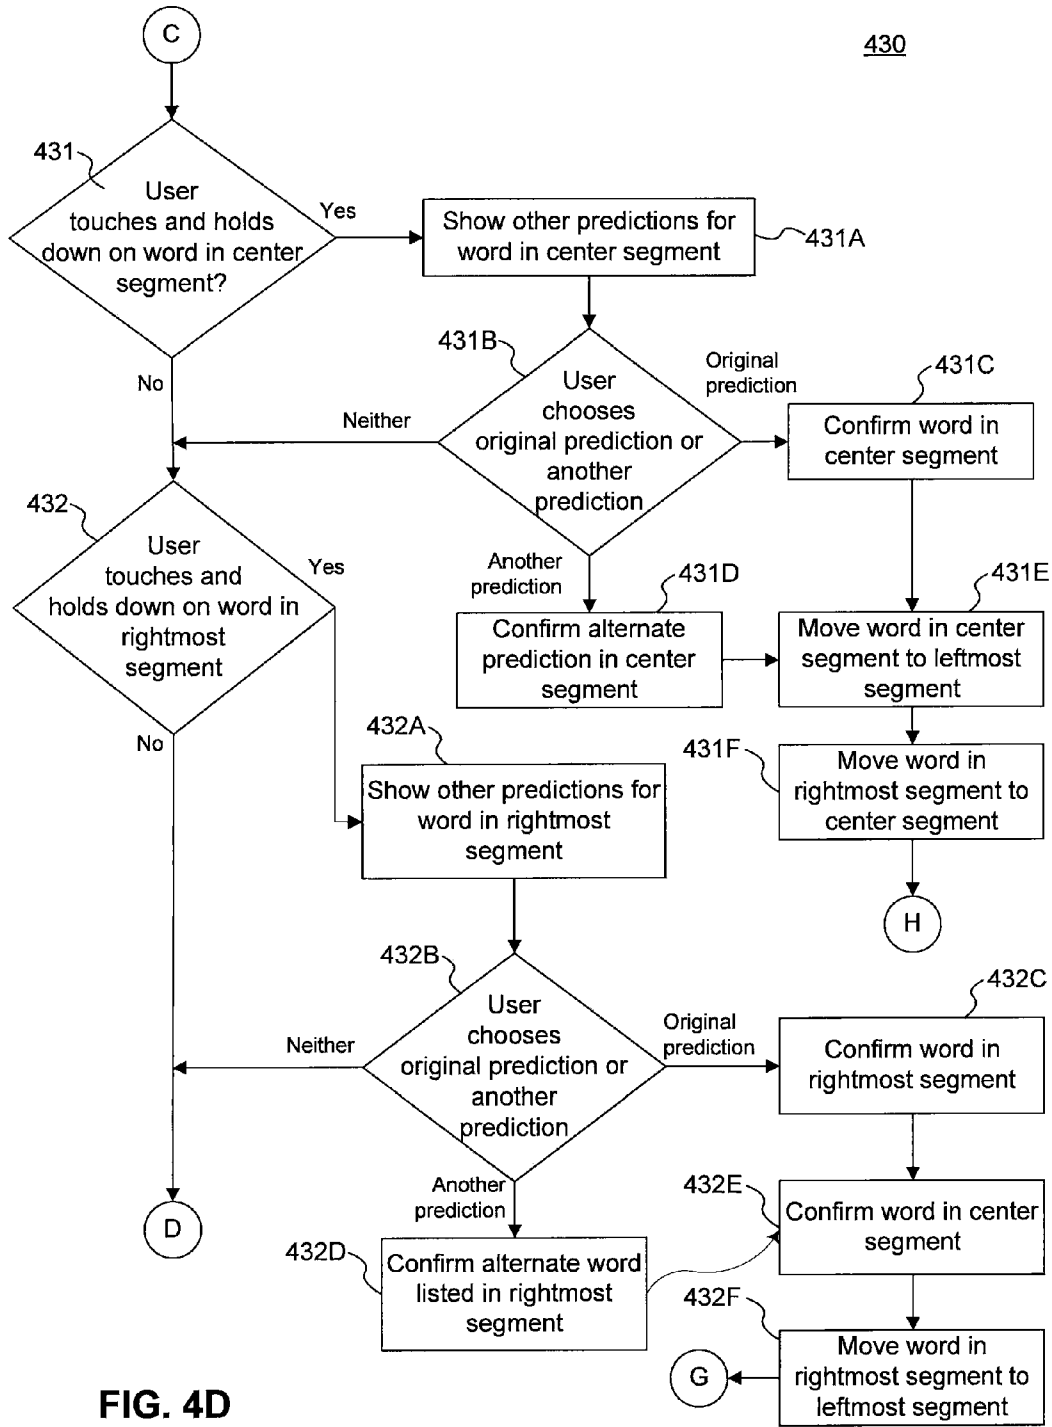 C
430
431
User
touches and holds
down on word in center
segment?
Yes
Show other predictions for
word in center segment
431A
No
431B
User
chooses
original prediction or
another
prediction
Neither
Original
prediction
431C
Confirm word in
center segment
Another
prediction
431D
Confirm alternate
prediction in center
segment
431E
Move word in center
segment to leftmost
segment
431F
Move word in
rightmost segment to
center segment
H
432
User
touches and
holds down on word in
rightmost
segment
Yes
No
432A
Show other predictions for
word in rightmost
segment
432B
User
chooses
original prediction or
another
prediction
Neither
Original
prediction
432C
Confirm word in
rightmost segment
Another
prediction
432D
Confirm alternate word
listed in rightmost
segment
432E
Confirm word in center
segment
432F
Move word in
rightmost segment to
leftmost segment
G
D
FIG. 4D